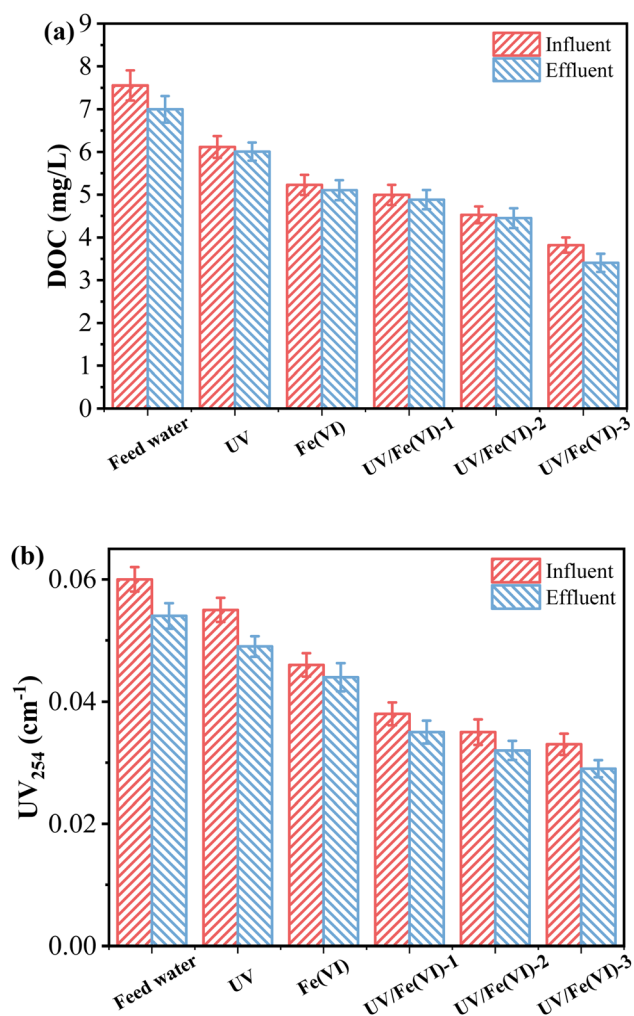 (a)
9
8
7
6
5
4
3
2
1
0
DOC (mg/L)
Influent
Effluent
Feed water
UV
Fe(VI)
UV/Fe(VI)-1
UV/Fe(VI)-2
UV/Fe(VI)-3
(b)
0.06
0.04
0.02
0.00
UV254 (cm-1)
Influent
Effluent
Feed water
UV
Fe(VI)
UV/Fe(VI)-1
UV/Fe(VI)-2
UV/Fe(VI)-3